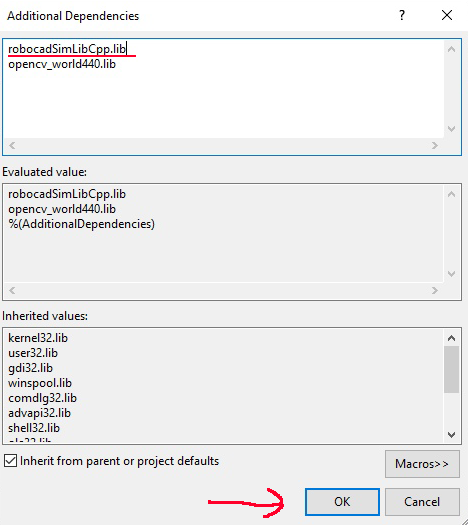 Additional Dependencies
?
robocadSimLibCpp.lib
opencv_world440.lib
Evaluated value:
robocadSimLibCpp.lib
opencv_world440.lib
%(AdditionalDependencies)
Inherited values:
kernel32.lib
user32.lib
gdi32.lib
winspool.lib
comdlg32.lib
advapi32.lib
shell32.lib
Inherit from parent or project defaults
Macros>>
OK
Cancel